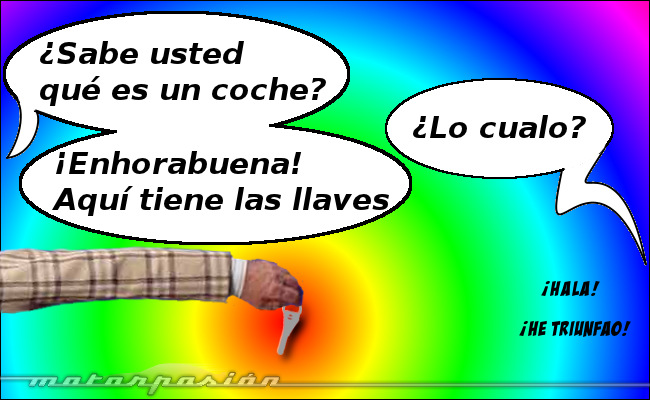 ¿Sabe usted
qué es un coche?
¿Lo cualo?
¡Enhorabuena!
Aquí tiene las llaves
¡HALA!
¡HE TRIUNFAO!
motorpasión